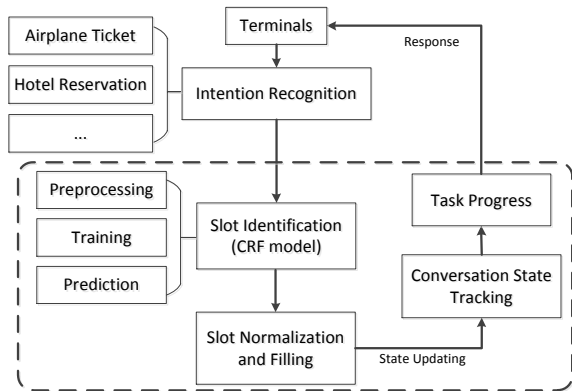 Airplane Ticket
Terminals
Response
Hotel Reservation
Intention Recognition
...
Preprocessing
Training
Prediction
Slot Identification
(CRF model)
Task Progress
Conversation State
Tracking
Slot Normalization
and Filling
State Updating